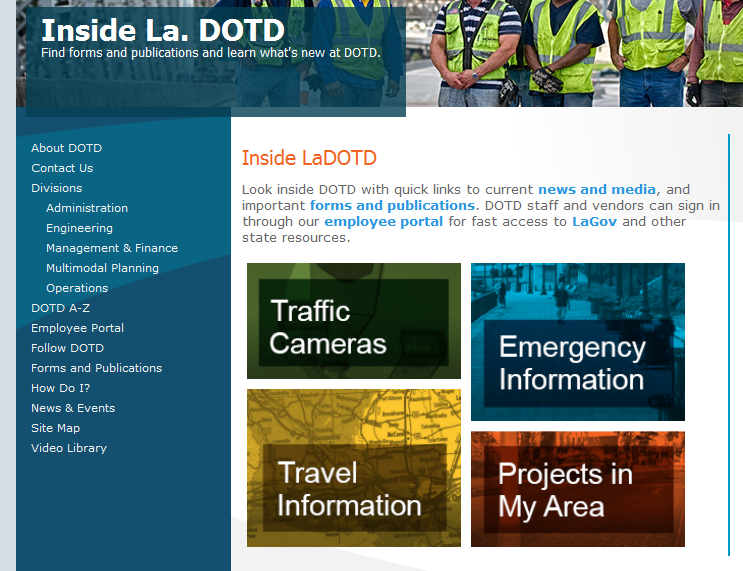 Inside La. DOTD
Find forms and publications and learn what's new at DOTD.
About DOTD
Contact Us
Divisions
Administration
Engineering
Management & Finance
Multimodal Planning
Operations
DOTD A-Z
Employee Portal
Follow DOTD
Forms and Publications
How Do I?
News & Events
Site Map
Video Library
Inside LaDOTD
Look inside DOTD with quick links to current news and media, and
important forms and publications. DOTD staff and vendors can sign in
through our employee portal for fast access to LaGov and other
state resources.
Traffic
Cameras
Emergency
Information
Travel
Information
Projects in
My Area